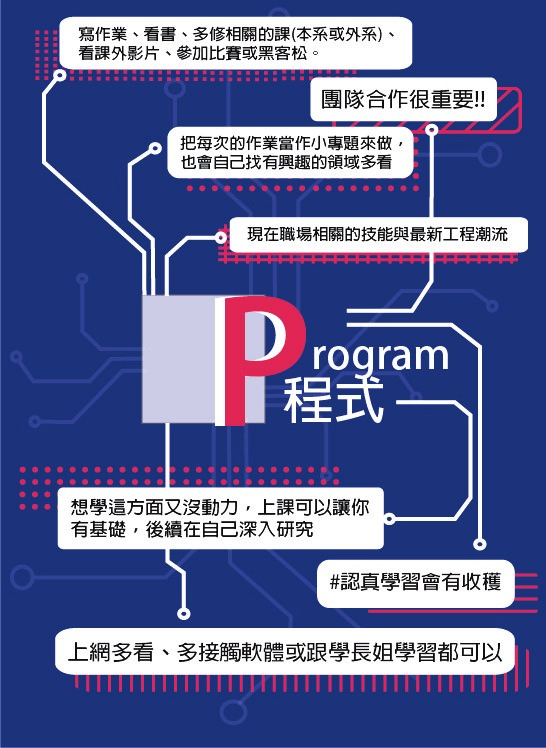 寫作業、看書、多修相關的課(本系或外系)、
看課外影片、參加比賽或黑客松。
團隊合作很重要!!
把每次的作業當作小專題來做，
也會自己找有興趣的領域多看
現在職場相關的技能與最新工程潮流
Program
程式
想學這方面又沒動力，上課可以讓你
有基礎，後續在自己深入研究
#認真學習會有收穫
上網多看、多接觸軟體或跟學長姐學習都可以